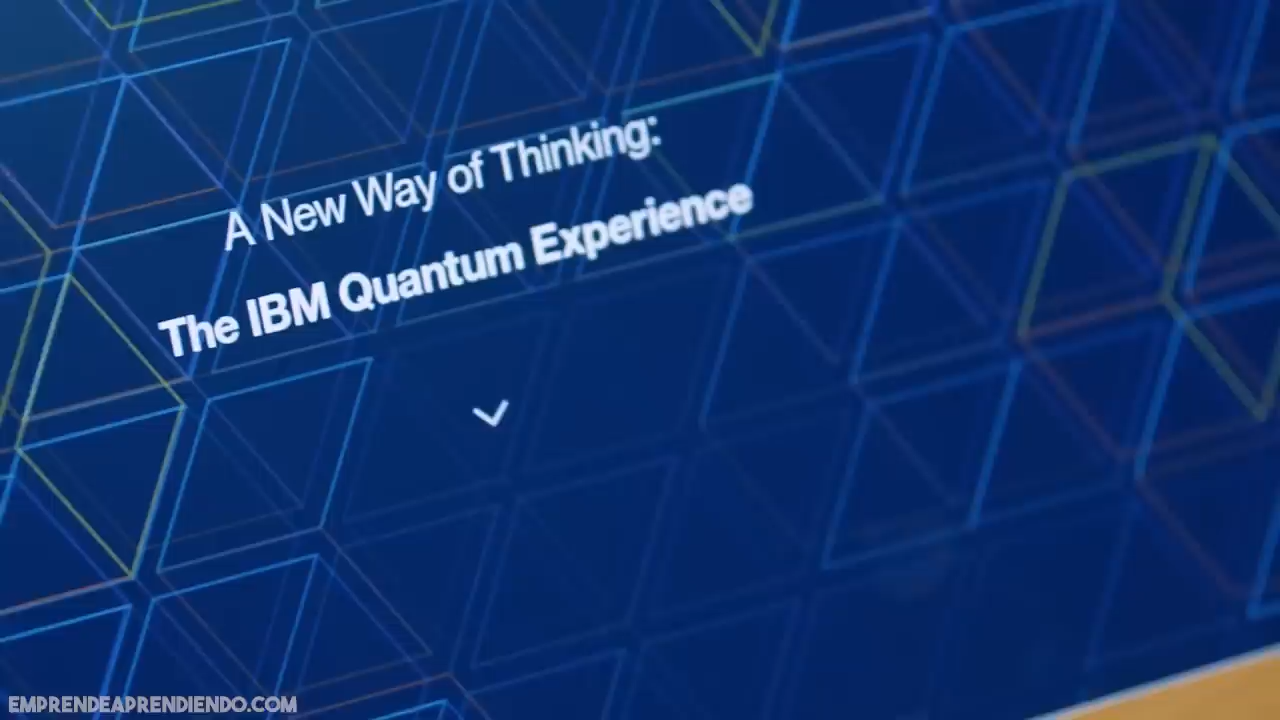 A New Way of Thinking:
The IBM Quantum Experience
EMPRENDEAPRENDIENDO.COM